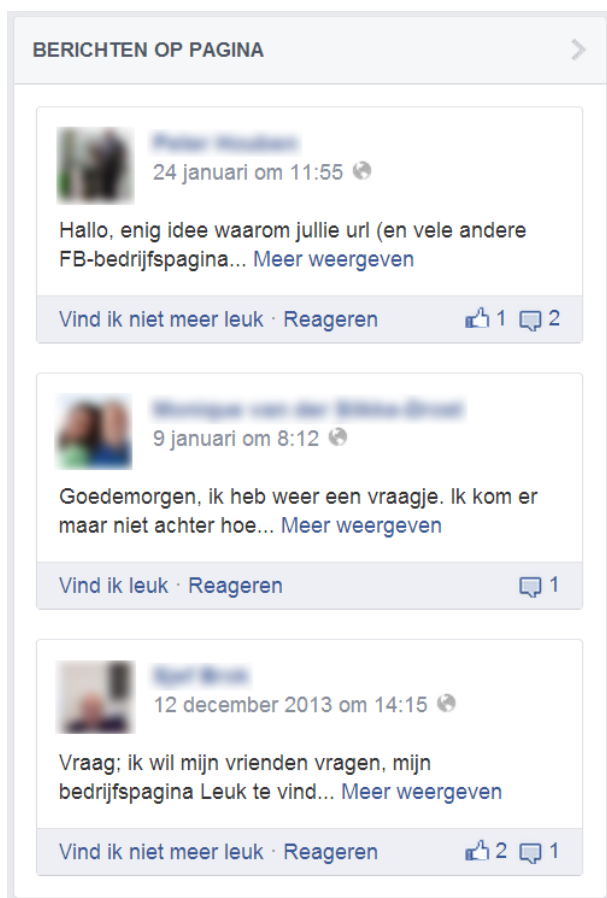 BERICHTEN OP PAGINA
24 januari om 11:55
Hallo, enig idee waarom jullie url (en vele andere
FB-bedrijfspagina... Meer weergeven
Vind ik niet meer leuk · Reageren 1 2
9 januari om 8:12
Goedemorgen, ik heb weer een vraagje. Ik kom er
maar niet achter hoe... Meer weergeven
Vind ik leuk · Reageren 1
12 december 2013 om 14:15
Vraag; ik wil mijn vrienden vragen, mijn
bedrijfspagina Leuk te vind... Meer weergeven
Vind ik niet meer leuk · Reageren 2 1